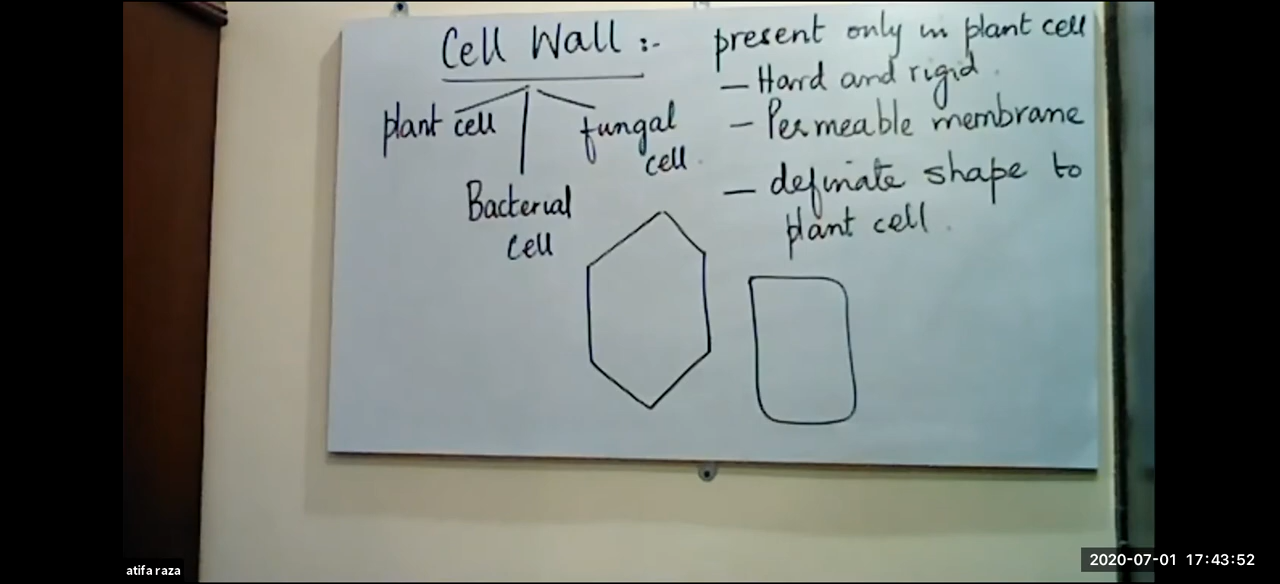 Cell Wall :-
plant cell
fungal
cell
Bacterial
Cell
present only in plant cell
– Hard and rigid
– Permeable membrane
– definate shape to
plant cell
atifa raza
2020-07-01 17:43:52